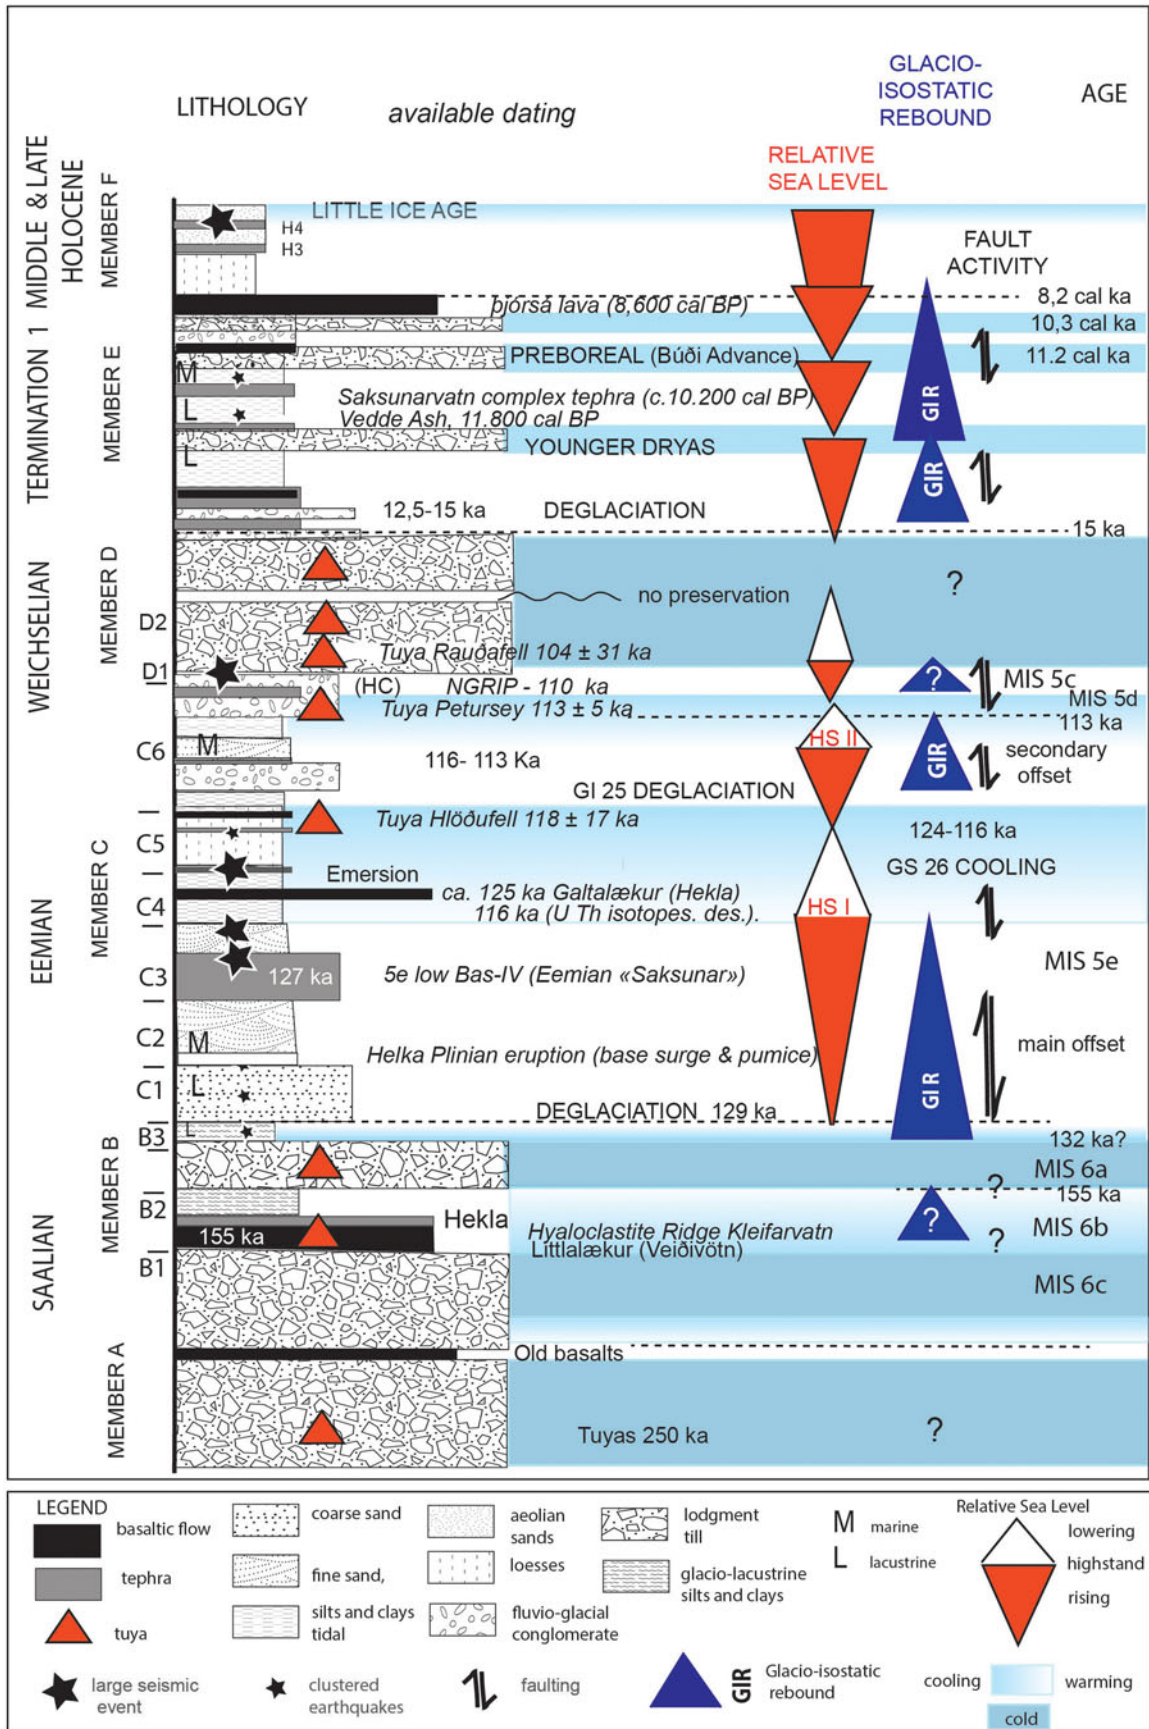 GLACIO-
ISOSTATIC
REBOUND
AGE
LITHOLOGY
available dating
RELATIVE
SEA LEVEL
MIDDLE & LATE
HOLOCENE
MEMBER F
LITTLE ICE AGE
H4
H3
FAULT
ACTIVITY
þjórsá lava (8,600 cal BP)
8,2 cal ka
10,3 cal ka
TERMINATION 1
MEMBER E
PREBOREAL (Búði Advance)
11.2 cal ka
M
Saksunarvatn complex tephra (c.10.200 cal BP)
L
Vedde Ash, 11.800 cal BP
GIR
YOUNGER DRYAS
L
GIR
12,5-15 ka
DEGLACIATION
15 ka
WEICHSELIAN
MEMBER D
?
no preservation
D2
Tuya Rauðafell 104 ± 31 ka
D1
(HC)
NGRIP - 110 ka
?
MIS 5c
MIS 5d
Tuya Petursey 113 ± 5 ka
113 ka
C6
M
HS II
GIR
secondary
offset
116- 113 Ka
GI 25 DEGLACIATION
EEMIAN
MEMBER C
Tuya Hlöðufell 118 ± 17 ka
124-116 ka
C5
GS 26 COOLING
Emersion
C4
ca. 125 ka Galtalækur (Hekla)
116 ka (U Th isotopes. des.).
HS I
C3
127 ka
5e low Bas-IV (Eemian «Saksunar»)
MIS 5e
C2
M
Helka Plinian eruption (base surge & pumice)
main offset
GIR
C1
L
DEGLACIATION 129 ka
B3
L
132 ka?
SAALIAN
MEMBER B
MIS 6a
?
155 ka
B2
Hekla
155 ka
Hyaloclastite Ridge Kleifarvatn
?
?
MIS 6b
Littlalækur (Veiðivötn)
B1
MIS 6c
Old basalts
MEMBER A
Tuyas 250 ka
?
LEGEND
basaltic flow
tephra
tuya
large seismic
event
coarse sand
fine sand,
silts and clays
tidal
clustered
earthquakes
aeolian
sands
loesses
fluvio-glacial
conglomerate
faulting
lodgment
till
glacio-lacustrine
silts and clays
GIR
Glacio-isostatic
rebound
M marine
L lacustrine
Relative Sea Level
lowering
highstand
rising
cooling
warming
cold